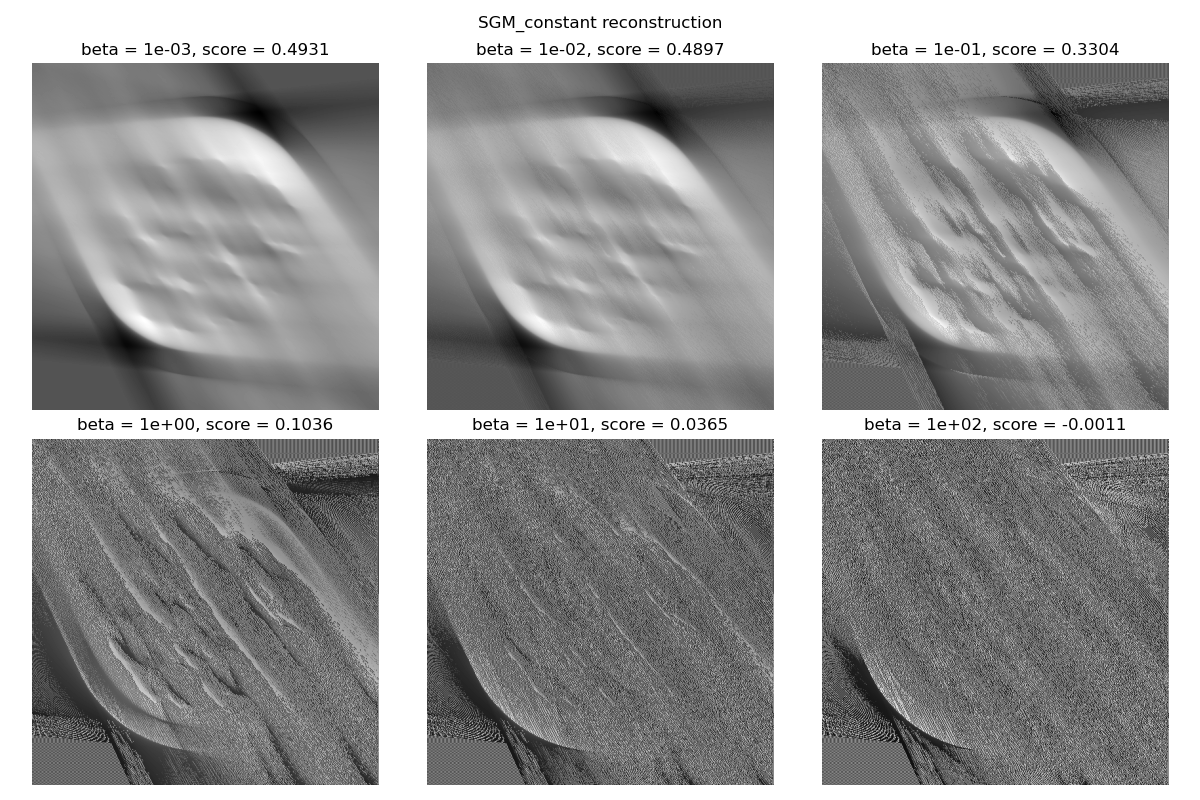 SGM_constant reconstruction
beta = 1e-03, score = 0.4931
beta = 1e-02, score = 0.4897
beta = 1e-01, score = 0.3304
beta = 1e+00, score = 0.1036
beta = 1e+01, score = 0.0365
beta = 1e+02, score = -0.0011